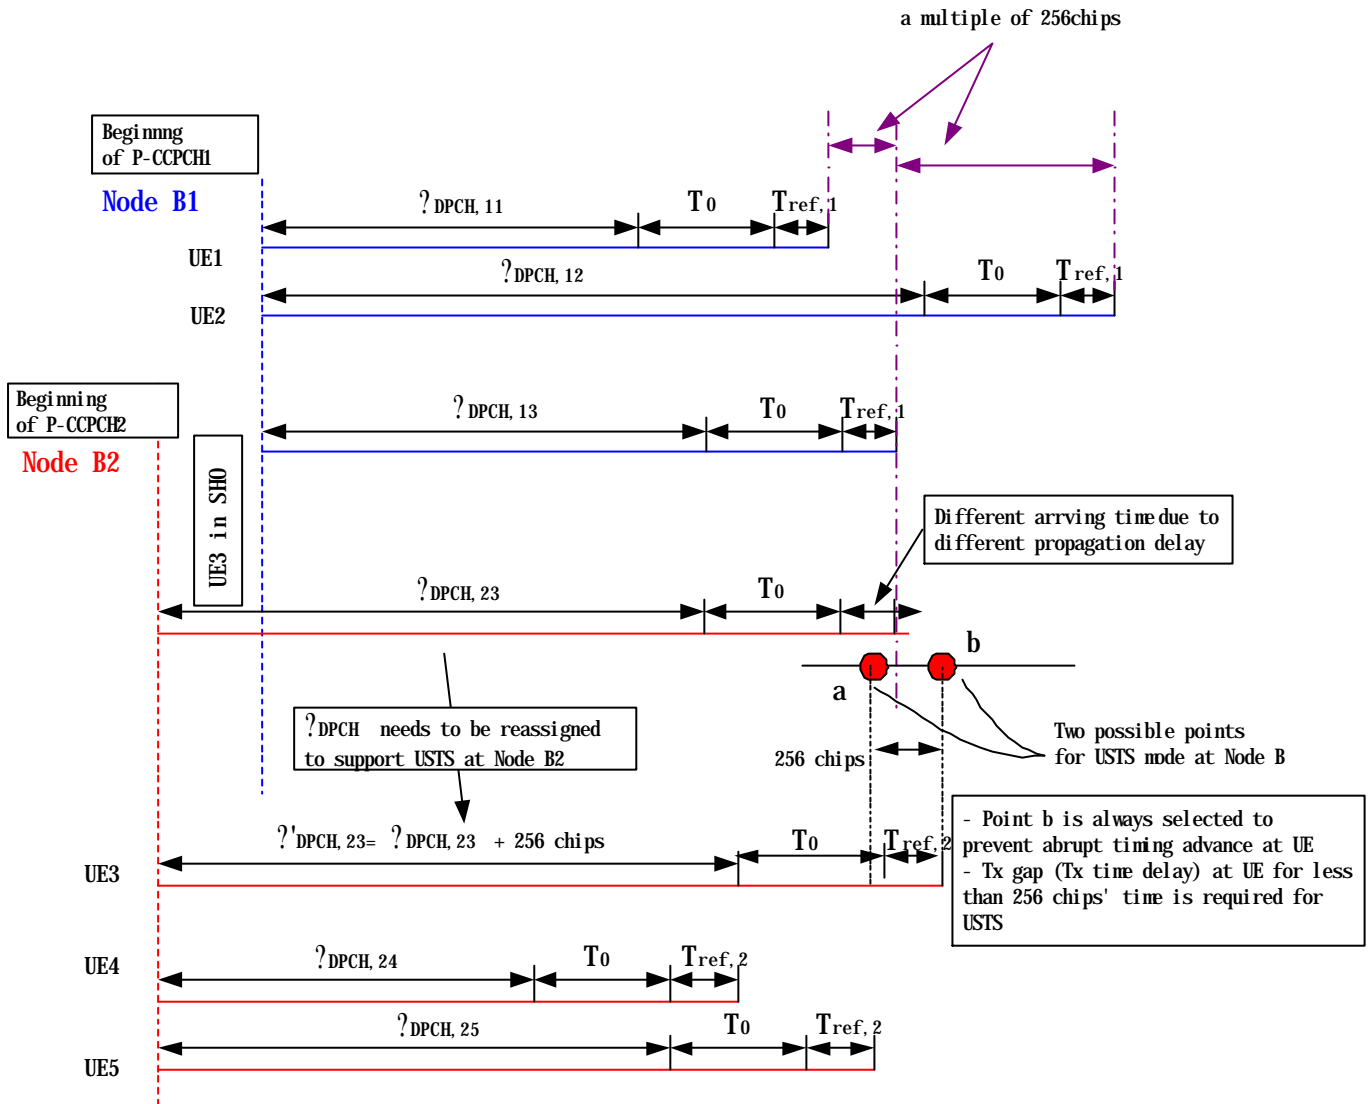 a multiple of 256chips
Beginnng
of P-CCPCH1
Node B1
?DPCH, 11
T0
Tref, 1
UE1
?DPCH, 12
T0
Tref, 1
UE2
Beginning
of P-CCPCH2
Node B2
?DPCH, 13
T0
Tref, 1
UE3 in SHO
Different arrving time due to
different propagation delay
?DPCH, 23
T0
b
a
?DPCH needs to be reassigned
to support USTS at Node B2
256 chips
Two possible points
for USTS mode at Node B
?'DPCH, 23= ?DPCH, 23 + 256 chips
T0
Tref, 2
UE3
- Point b is always selected to
prevent abrupt timing advance at UE
- Tx gap (Tx time delay) at UE for less
than 256 chips' time is required for
USTS
UE4
?DPCH, 24
T0
Tref, 2
?DPCH, 25
T0
Tref, 2
UE5